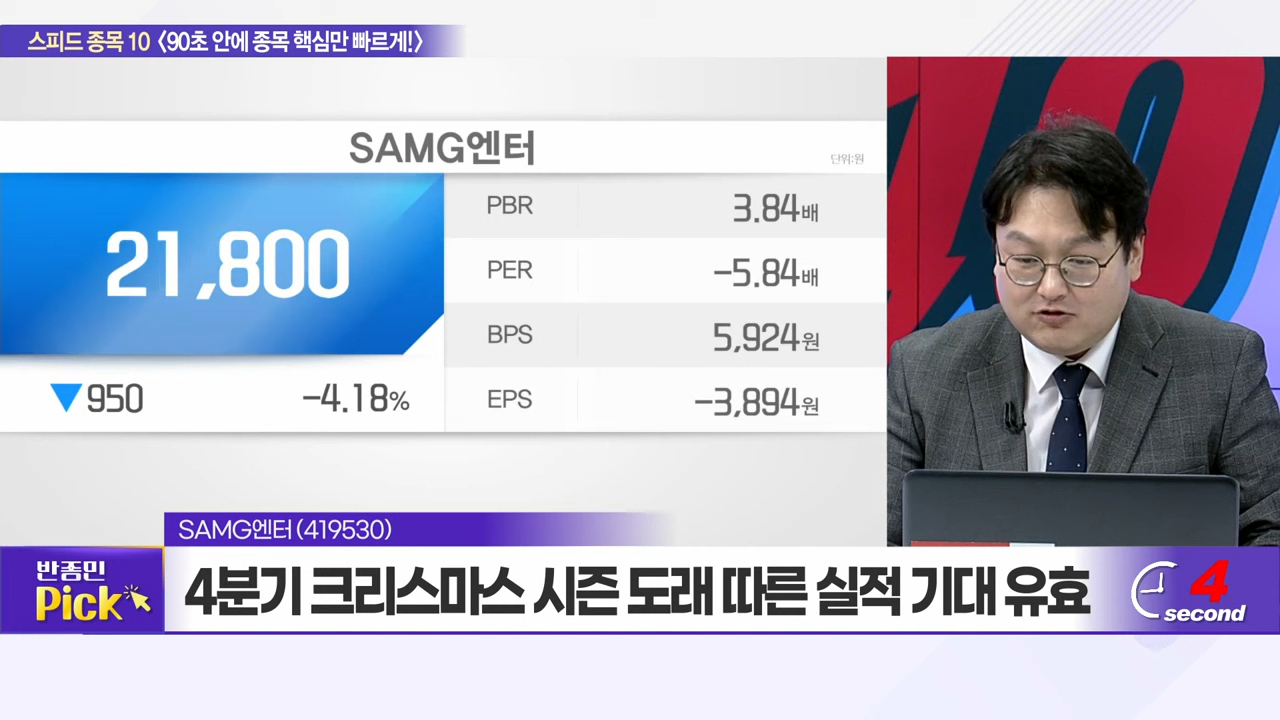 스피드 종목 10 <90초 안에 종목 핵심만 빠르게!>
SAMG엔터
단위:원
21,800
▼950 -4.18%
PBR 3.84배
PER -5.84배
BPS 5,924원
EPS -3,894원
SAMG엔터 (419530)
반종민
Pick
4분기 크리스마스 시즌 도래 따른 실적 기대 유효
4
second